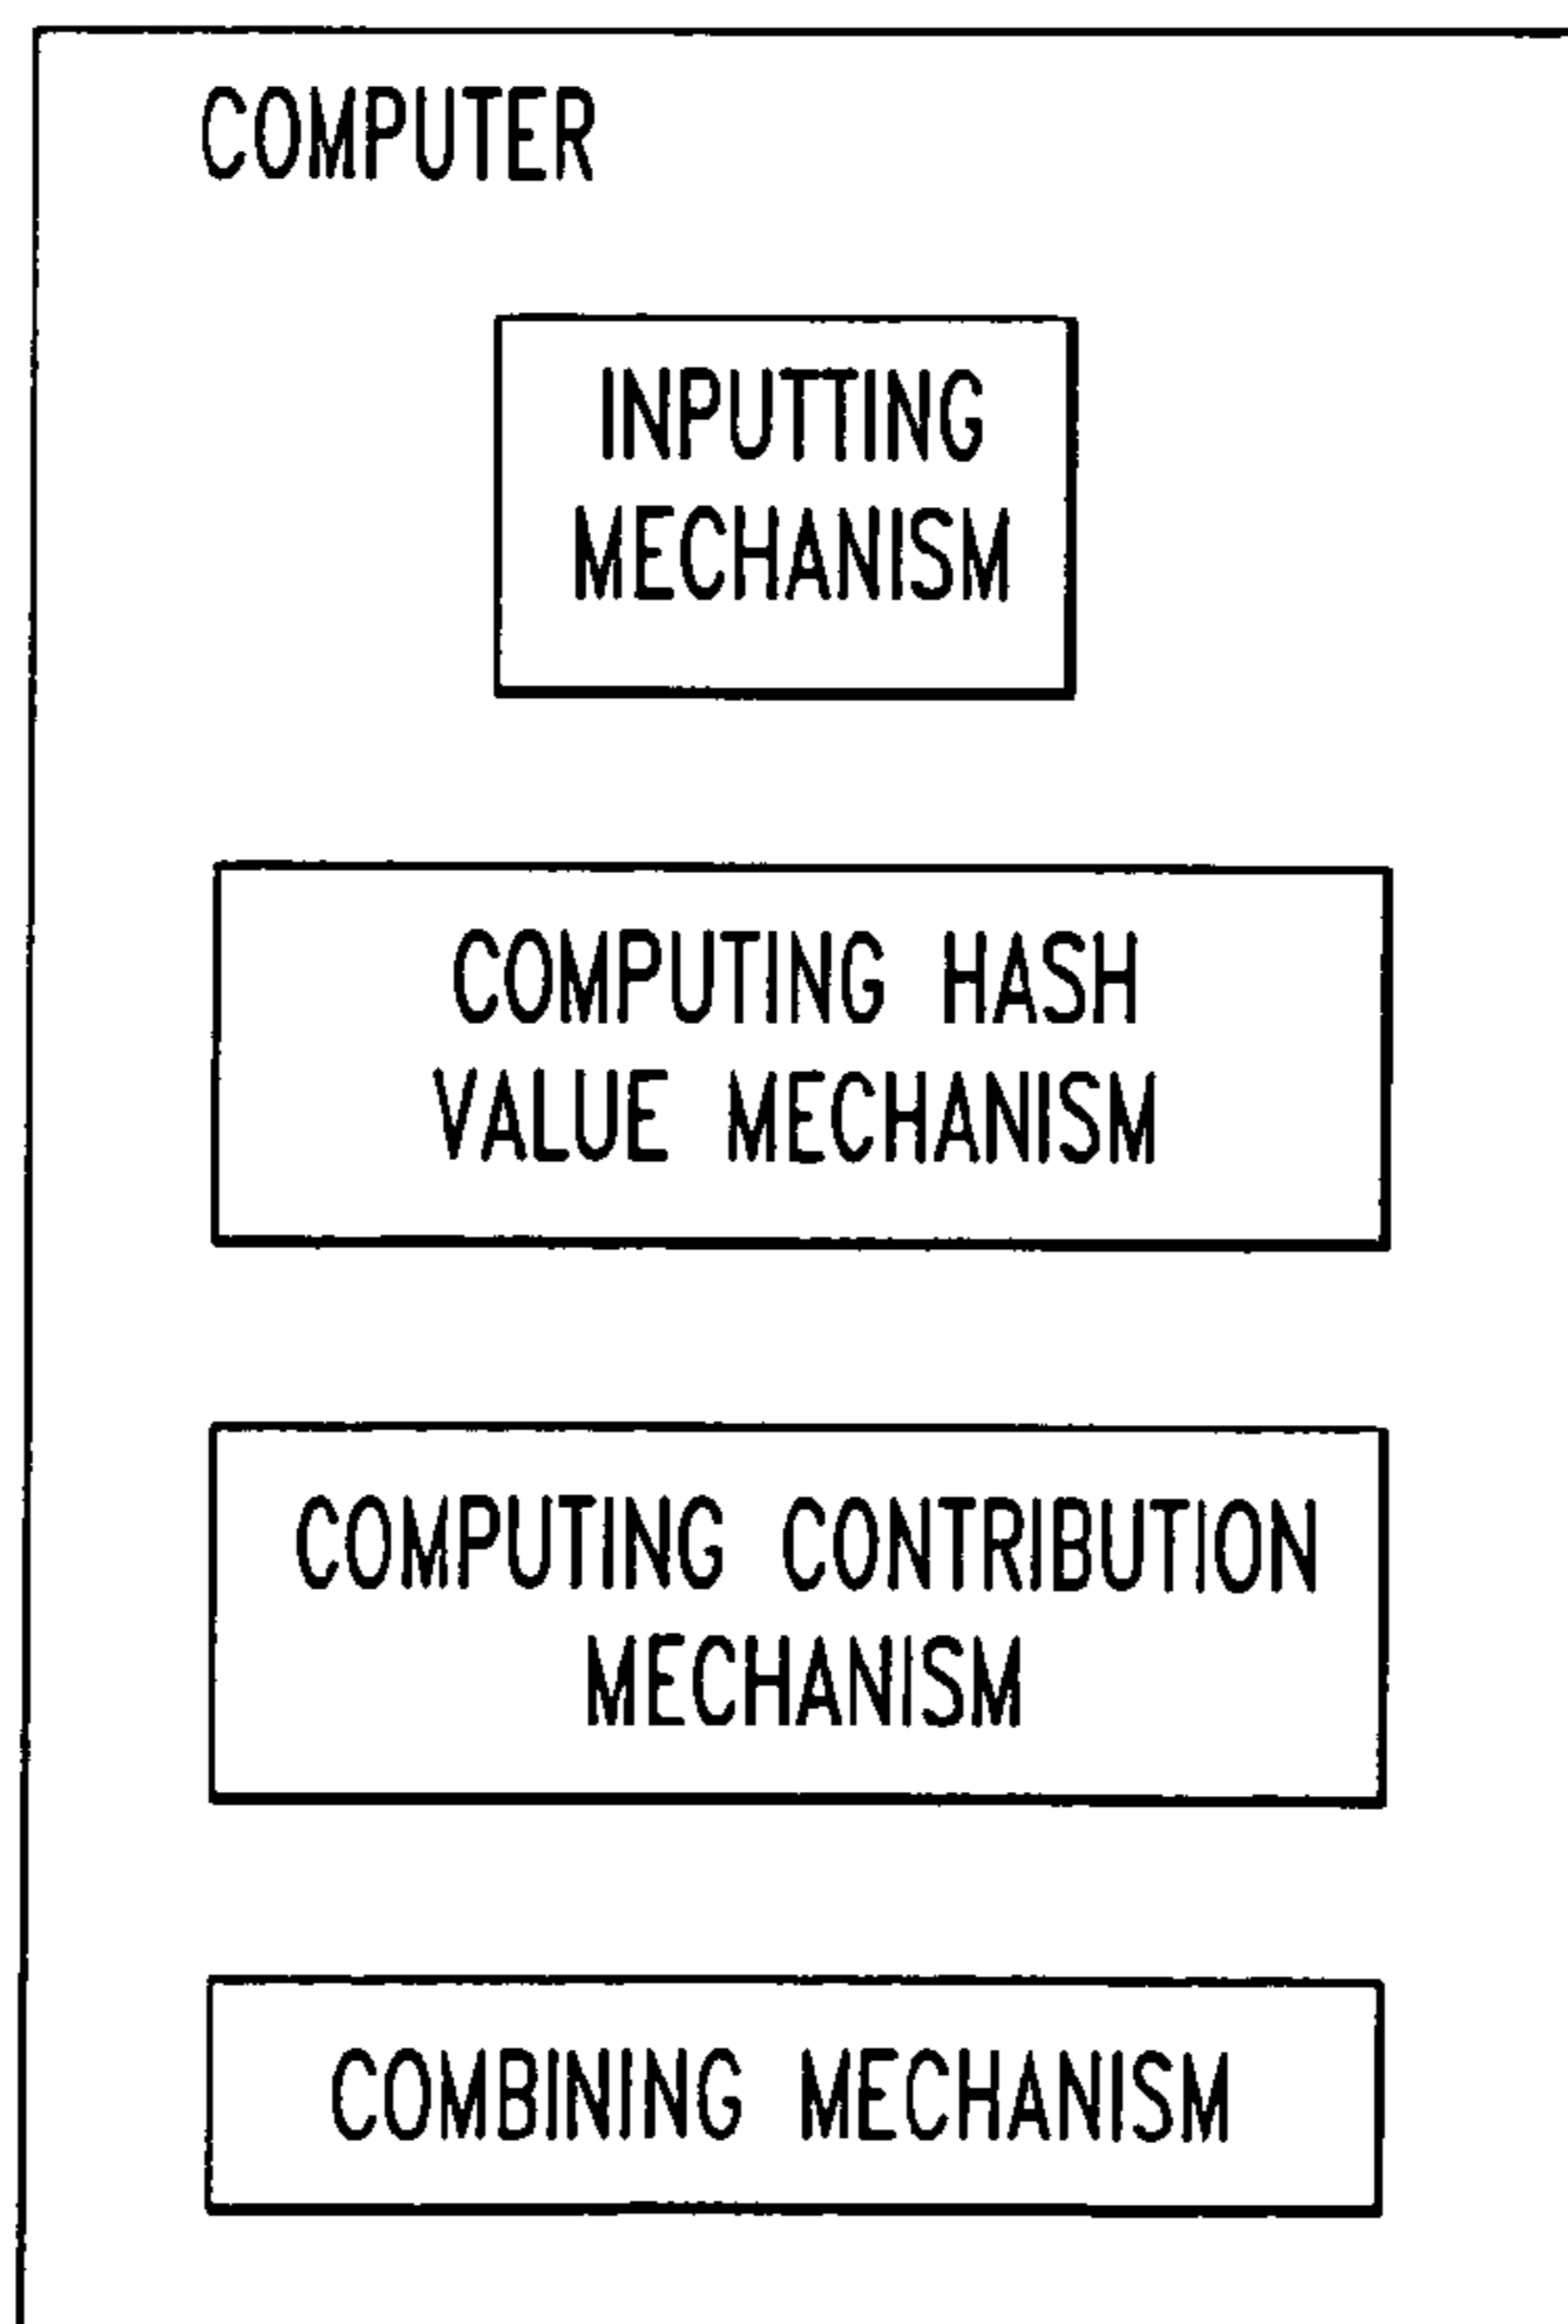 COMPUTER
INPUTTING
MECHANISM
COMPUTING HASH
VALUE MECHANISM
COMPUTING CONTRIBUTION
MECHANISM
COMBINING MECHANISM